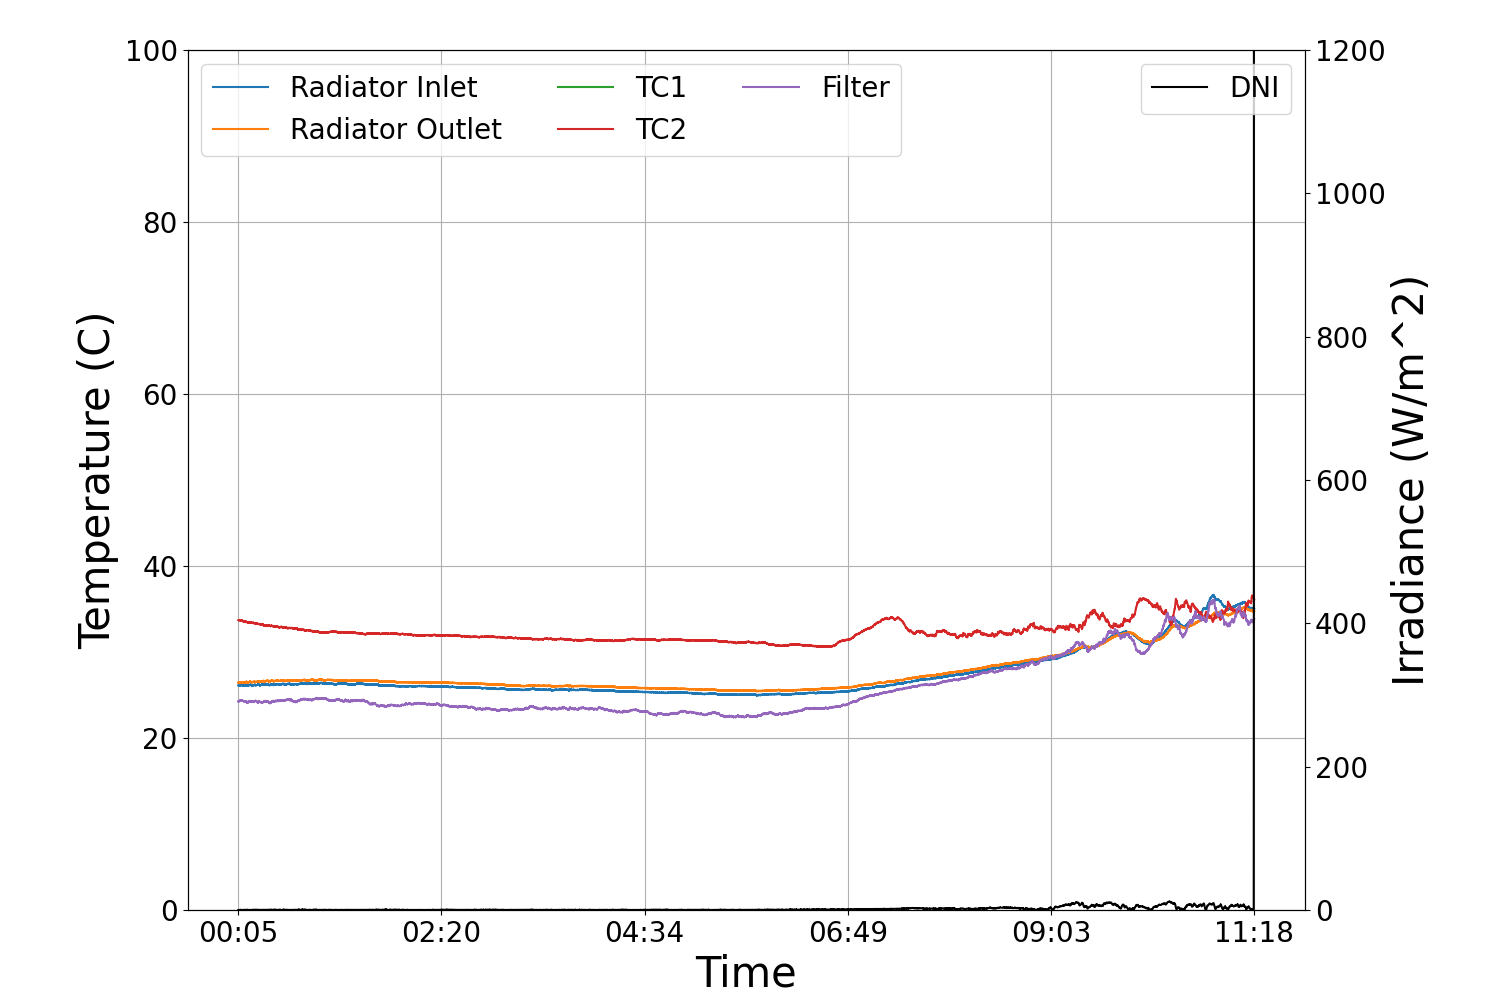 Radiator Inlet
Radiator Outlet
TC1
TC2
Filter
DNI
Temperature (C)
100
80
60
40
20
0
1200
1000
800
600
400
200
0
Irradiance (W/m^2)
00:05 02:20 04:34 06:49 09:03 11:18
Time